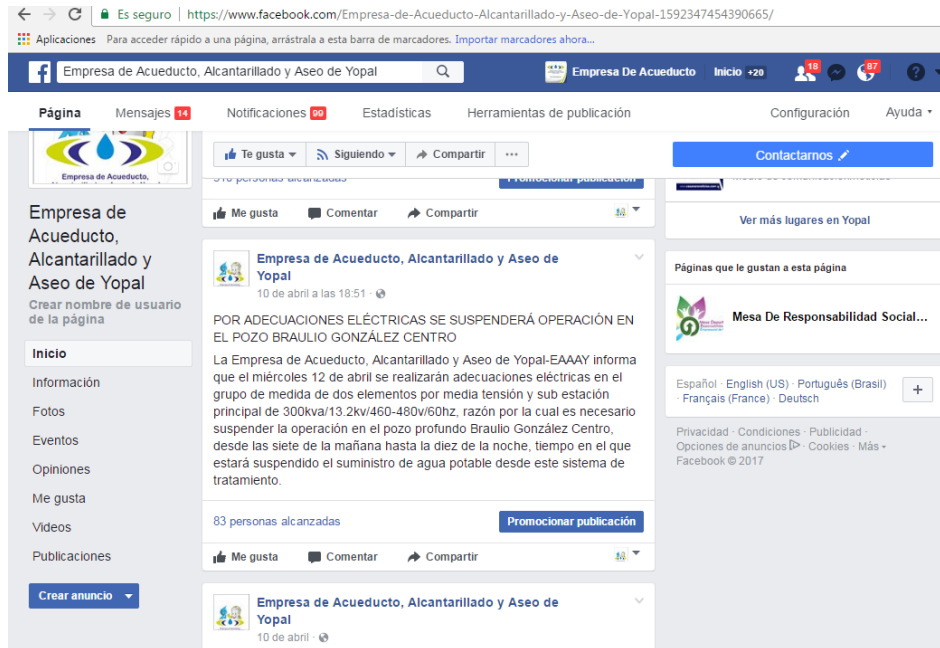 Es seguro | https://www.facebook.com/Empresa-de-Acueducto-Alcantarillado-y-Aseo-de-Yopal-1592347454390665/
Aplicaciones Para acceder rápido a una página, arrástrala a esta barra de marcadores. Importar marcadores ahora...
Empresa de Acueducto, Alcantarillado y Aseo de Yopal
Empresa De Acueducto Inicio +20 18 87 ?
Página Mensajes 14 Notificaciones 99 Estadísticas Herramientas de publicación Configuración Ayuda
Empresa de Acueducto,
Empresa de
Acueducto,
Alcantarillado y
Aseo de Yopal
Crear nombre de usuario
de la página
Inicio
Información
Fotos
Eventos
Opiniones
Me gusta
Videos
Publicaciones
Crear anuncio
Te gusta Siguiendo Compartir ...
personas alcanzadas Promocionar publicación
Me gusta Comentar Compartir
Empresa de Acueducto, Alcantarillado y Aseo de
Yopal
10 de abril a las 18:51 ·
POR ADECUACIONES ELÉCTRICAS SE SUSPENDERÁ OPERACIÓN EN
EL POZO BRAULIO GONZÁLEZ CENTRO
La Empresa de Acueducto, Alcantarillado y Aseo de Yopal-EAAAY informa
que el miércoles 12 de abril se realizarán adecuaciones eléctricas en el
grupo de medida de dos elementos por media tensión y sub estación
principal de 300kva/13.2kv/460-480v/60hz, razón por la cual es necesario
suspender la operación en el pozo profundo Braulio González Centro,
desde las siete de la mañana hasta la diez de la noche, tiempo en el que
estará suspendido el suministro de agua potable desde este sistema de
tratamiento.
83 personas alcanzadas Promocionar publicación
Me gusta Comentar Compartir
Empresa de Acueducto, Alcantarillado y Aseo de
Yopal
10 de abril ·
Contactarnos
Ver más lugares en Yopal
Páginas que le gustan a esta página
Mesa De Responsabilidad Social...
Español · English (US) · Português (Brasil)
· Français (France) · Deutsch
+
Privacidad · Condiciones · Publicidad ·
Opciones de anuncios · Cookies · Más
Facebook © 2017